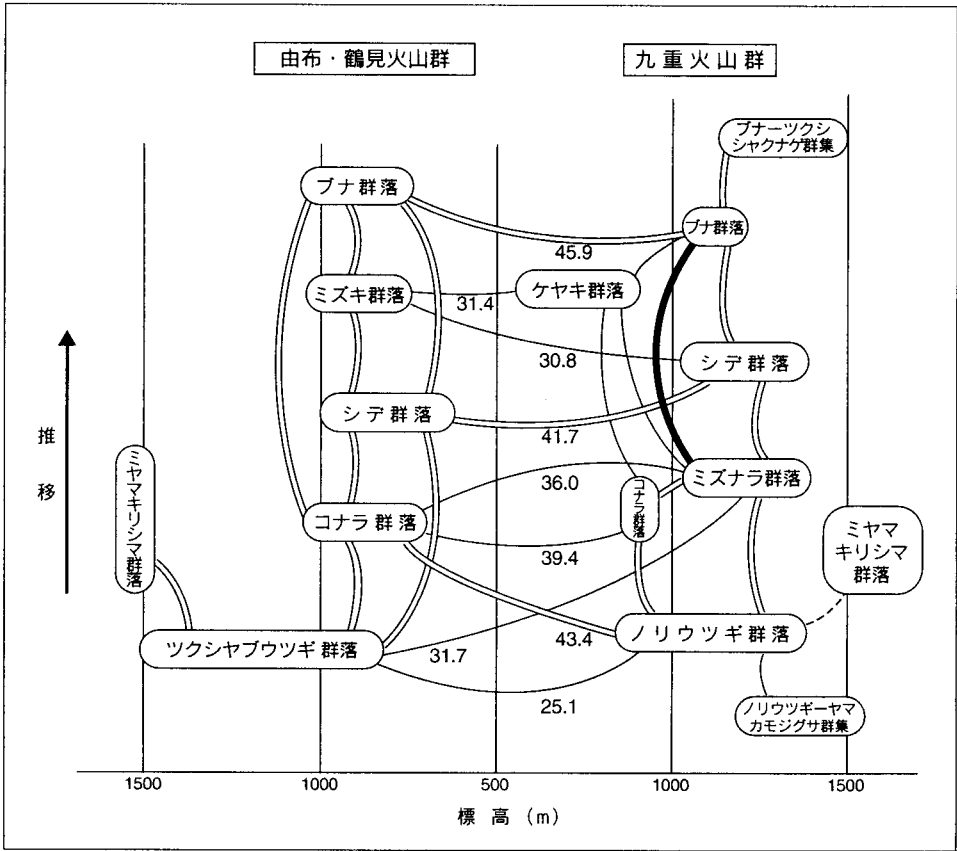 由布・鶴見火山群
九重火山群
ブナーツクシ
シャクナゲ群集
ブナ群落
ブナ群落
45.9
ミズキ群落
31.4
ケヤキ群落
30.8
シデ群落
シデ群落
41.7
推移
ミヤマキリシマ群落
36.0
ミズナラ群落
コナラ群落
コナラ群落
39.4
ミヤマ
キリシマ
群落
ツクシヤブウツギ群落
31.7
43.4
ノリウツギ群落
25.1
ノリウツギーヤマ
カモジグサ群集
1500
1000
500
1000
1500
標高(m)